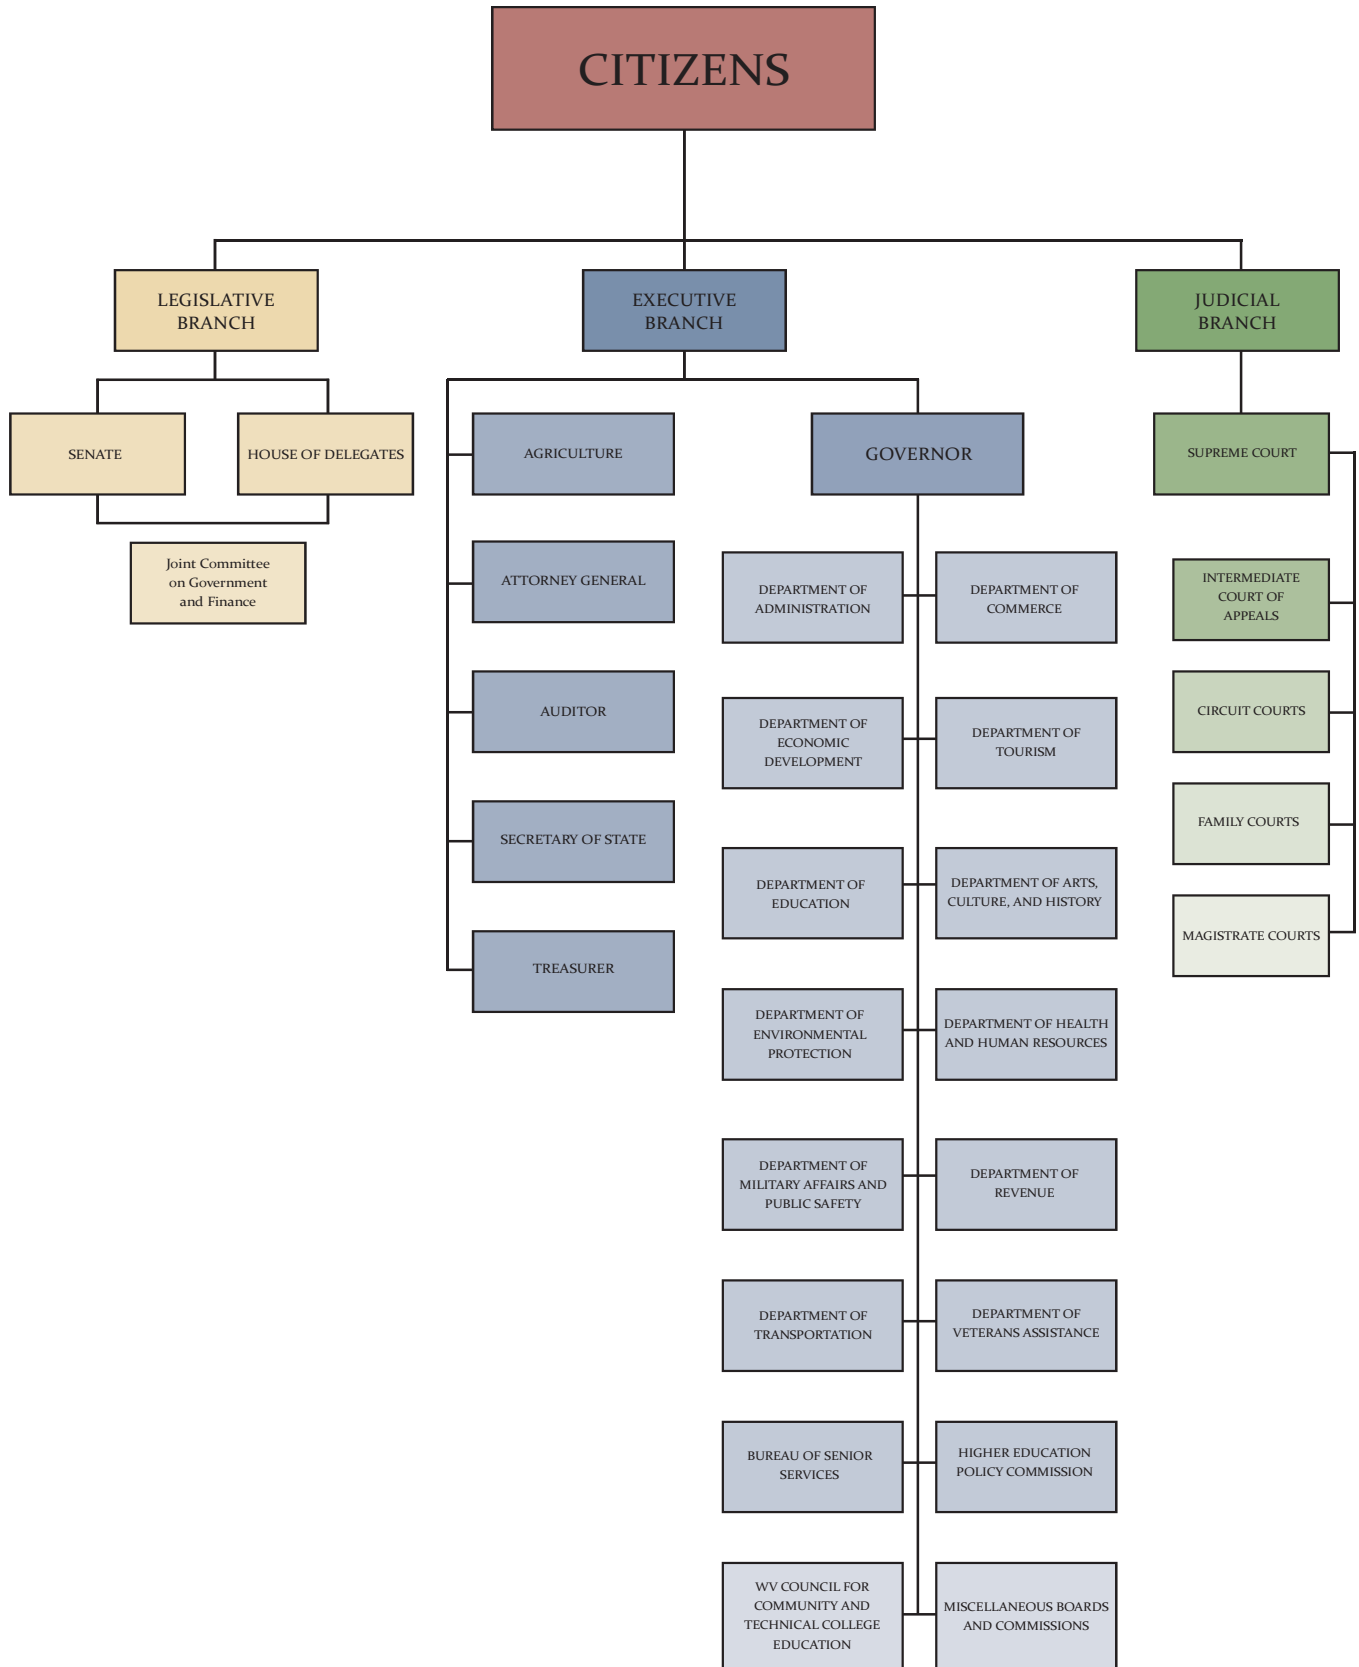 CITIZENS
LEGISLATIVE
BRANCH
EXECUTIVE
BRANCH
JUDICIAL
BRANCH
SENATE
HOUSE OF DELEGATES
Joint Committee
on Government
and Finance
AGRICULTURE
ATTORNEY GENERAL
AUDITOR
SECRETARY OF STATE
TREASURER
GOVERNOR
DEPARTMENT OF
ADMINISTRATION
DEPARTMENT OF
COMMERCE
DEPARTMENT OF
ECONOMIC
DEVELOPMENT
DEPARTMENT OF
TOURISM
DEPARTMENT OF
EDUCATION
DEPARTMENT OF ARTS,
CULTURE, AND HISTORY
DEPARTMENT OF
ENVIRONMENTAL
PROTECTION
DEPARTMENT OF HEALTH
AND HUMAN RESOURCES
DEPARTMENT OF
MILITARY AFFAIRS AND
PUBLIC SAFETY
DEPARTMENT OF
REVENUE
DEPARTMENT OF
TRANSPORTATION
DEPARTMENT OF
VETERANS ASSISTANCE
BUREAU OF SENIOR
SERVICES
HIGHER EDUCATION
POLICY COMMISSION
WV COUNCIL FOR
COMMUNITY AND
TECHNICAL COLLEGE
EDUCATION
MISCELLANEOUS BOARDS
AND COMMISSIONS
SUPREME COURT
INTERMEDIATE
COURT OF
APPEALS
CIRCUIT COURTS
FAMILY COURTS
MAGISTRATE COURTS